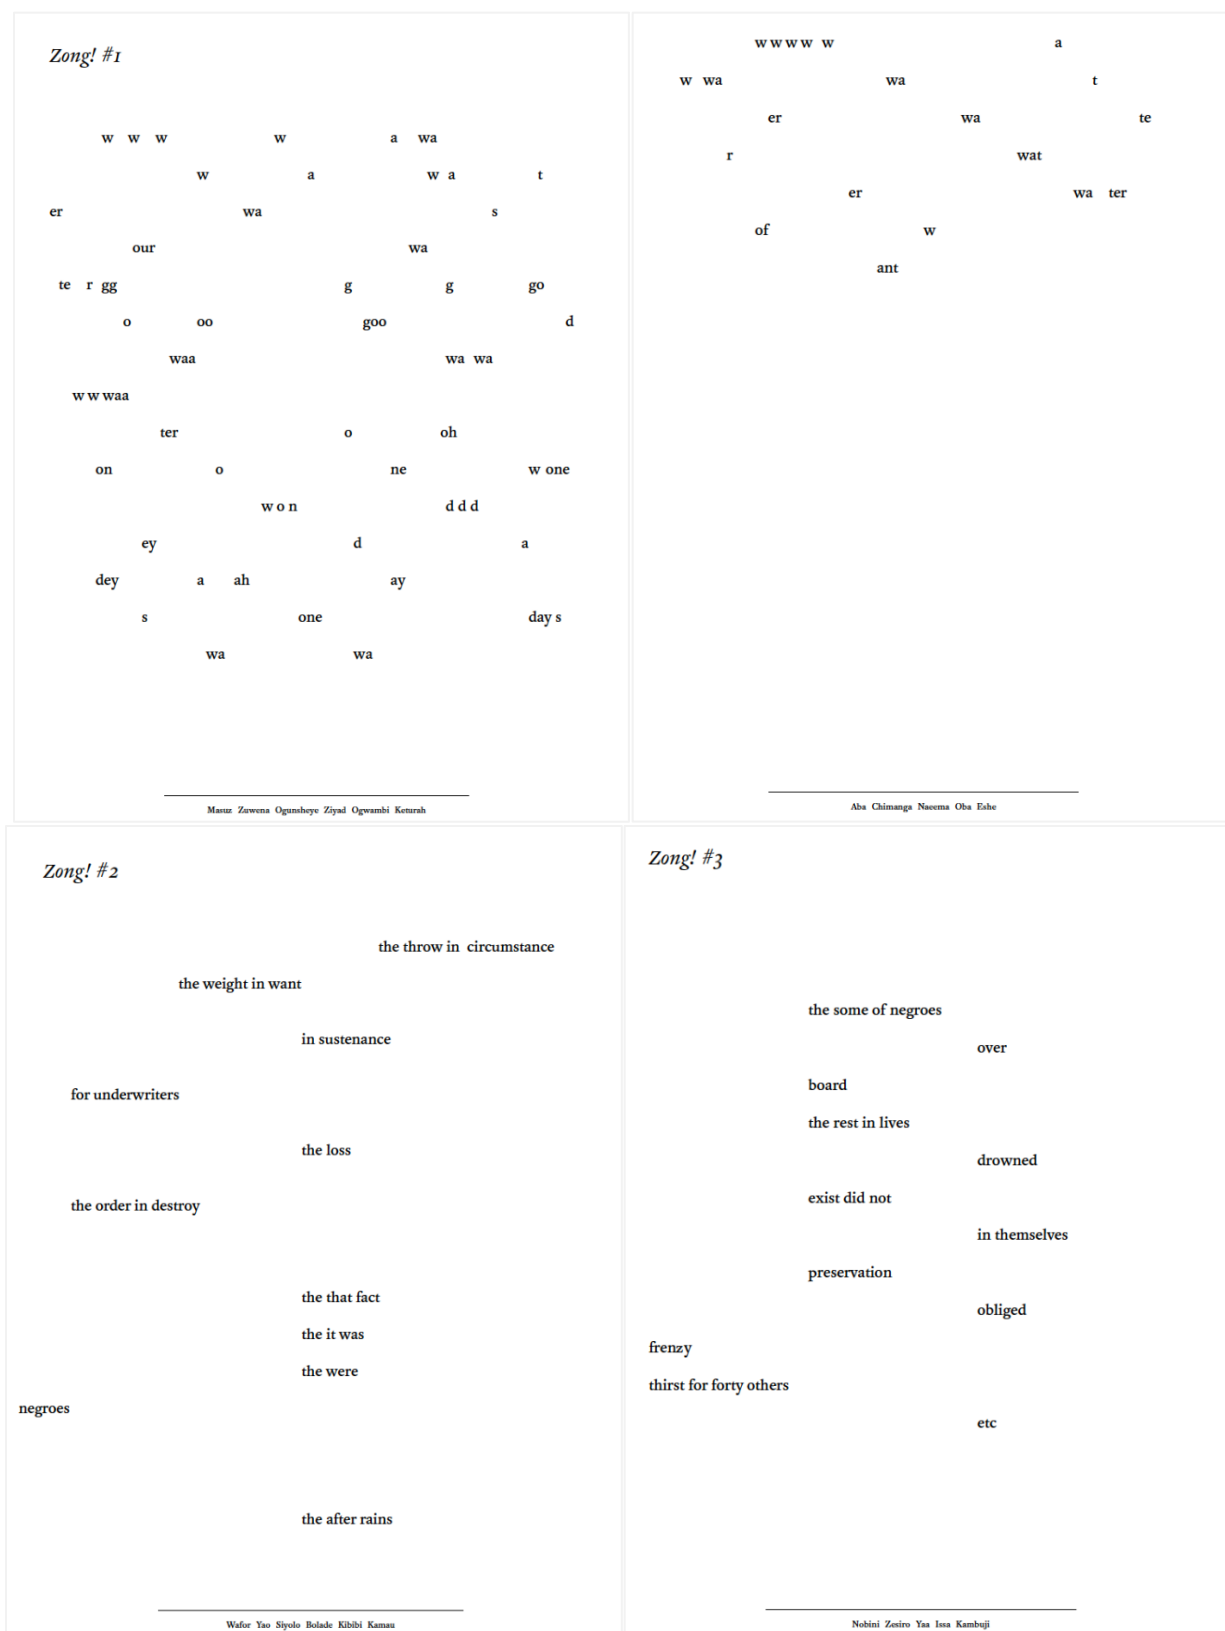 Zong! #1
w w w w a wa
w a w a t
er wa s
our wa
te r gg g g go
o oo goo d
waa wa wa
w w waa
ter o oh
on o ne w one
w o n d d d
ey d a
dey a ah ay
s one day s
wa wa
Masuz Zuwena Ogunsheye Ziyad Ogwambi Keturah
w w w w w a
w wa wa t
er wa te
r wat
er wa ter
of w
ant
Aba Chimanga Naeema Oba Eshe
Zong! #2
the throw in circumstance
the weight in want
in sustenance
for underwriters
the loss
the order in destroy
the that fact
the it was
the were
negroes
the after rains
Wafor Yao Siyolo Bolade Kibibi Kamau
Zong! #3
the some of negroes
over
board
the rest in lives
drowned
exist did not
in themselves
preservation
obliged
frenzy
thirst for forty others
etc
Nobini Zesiro Yaa Issa Kambuji